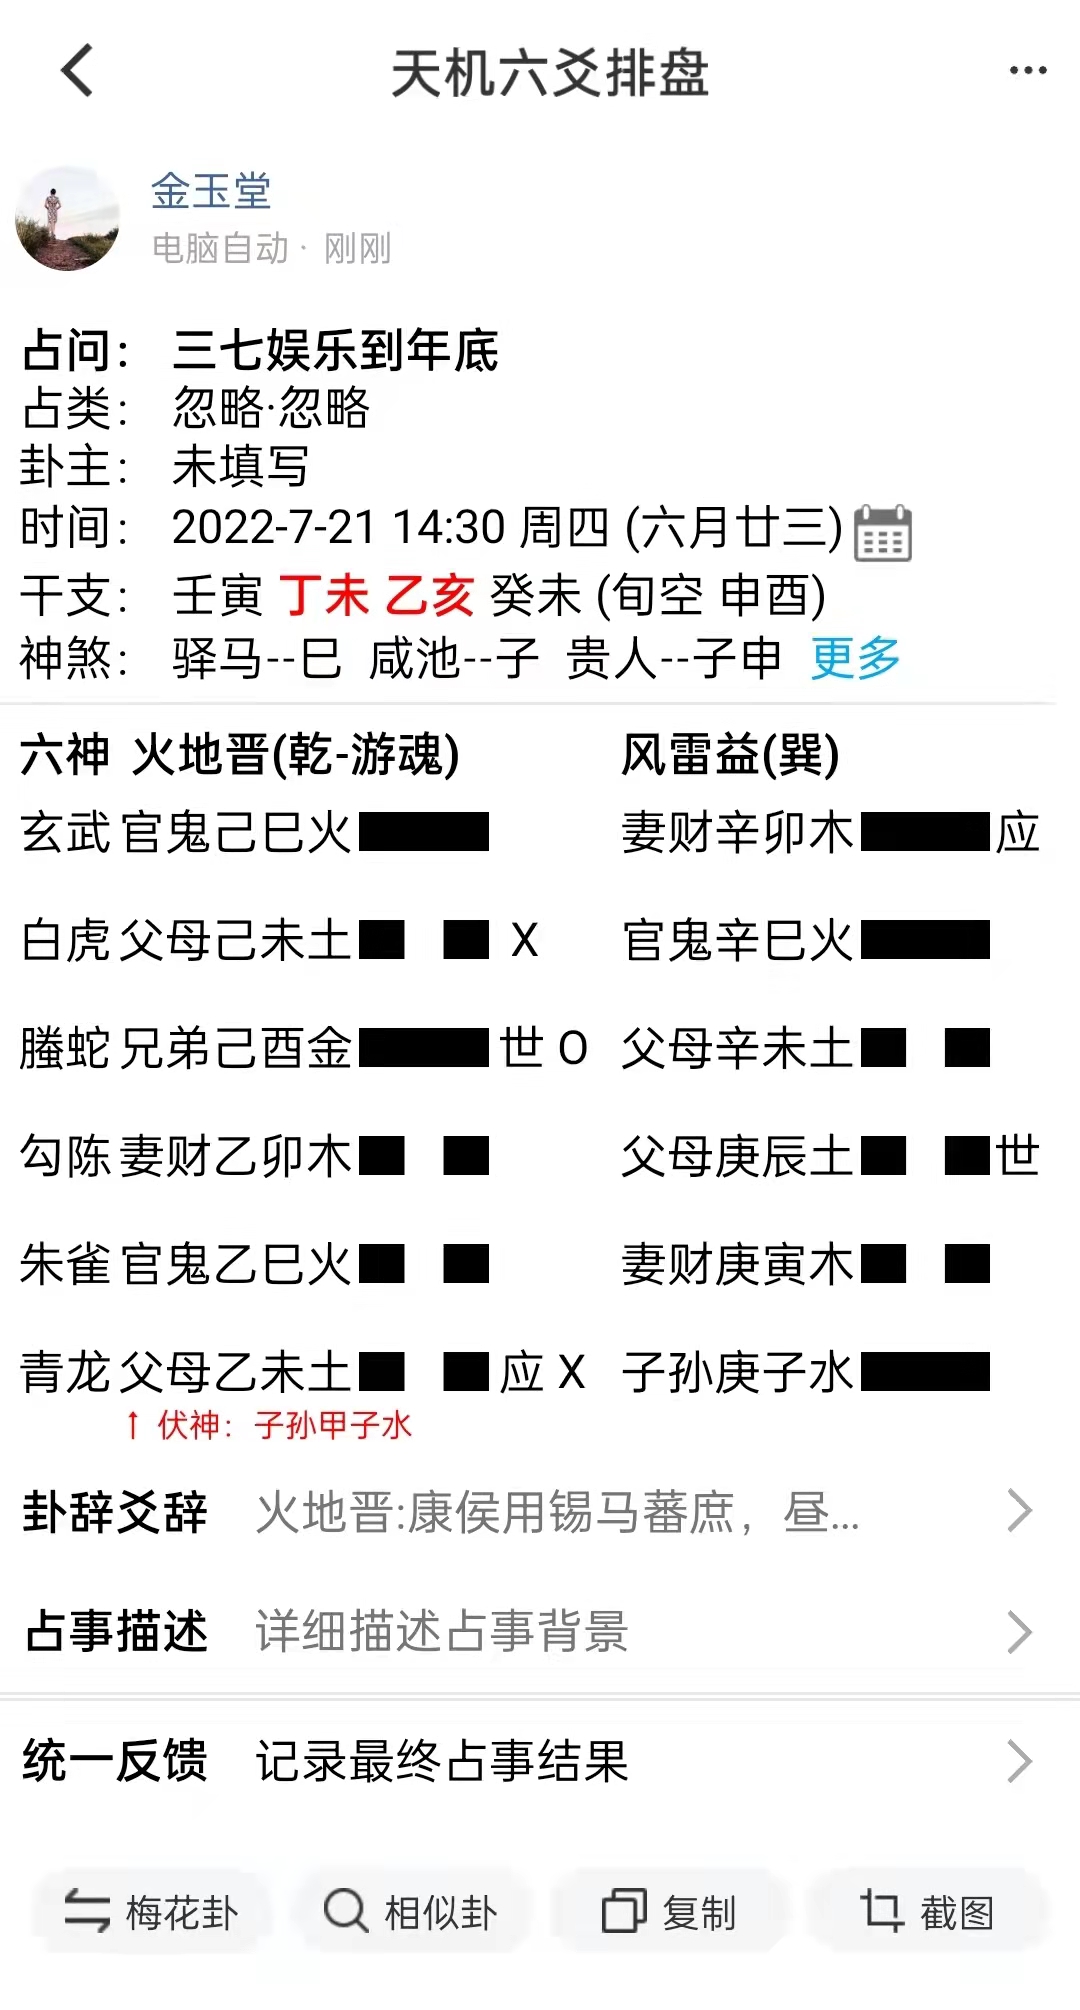 天机六爻排盘
金玉堂
电脑自动 · 刚刚
占问： 三七娱乐到年底
占类： 忽略·忽略
卦主： 未填写
时间： 2022-7-21 14:30 周四 (六月廿三)
干支： 壬寅 丁未 乙亥 癸未 (旬空 申酉)
神煞： 驿马--巳 咸池--子 贵人--子申 更多
六神 火地晋(乾-游魂) 风雷益(巽)
玄武 官鬼己巳火 妻财辛卯木 应
白虎 父母己未土 X 官鬼辛巳火
螣蛇 兄弟己酉金 世 O 父母辛未土
勾陈 妻财乙卯木 父母庚辰土 世
朱雀 官鬼乙巳火 妻财庚寅木
青龙 父母乙未土 应 X 子孙庚子水
↑ 伏神：子孙甲子水
卦辞爻辞 火地晋:康侯用锡马蕃庶，昼...
占事描述 详细描述占事背景
统一反馈 记录最终占事结果
梅花卦 相似卦 复制 截图